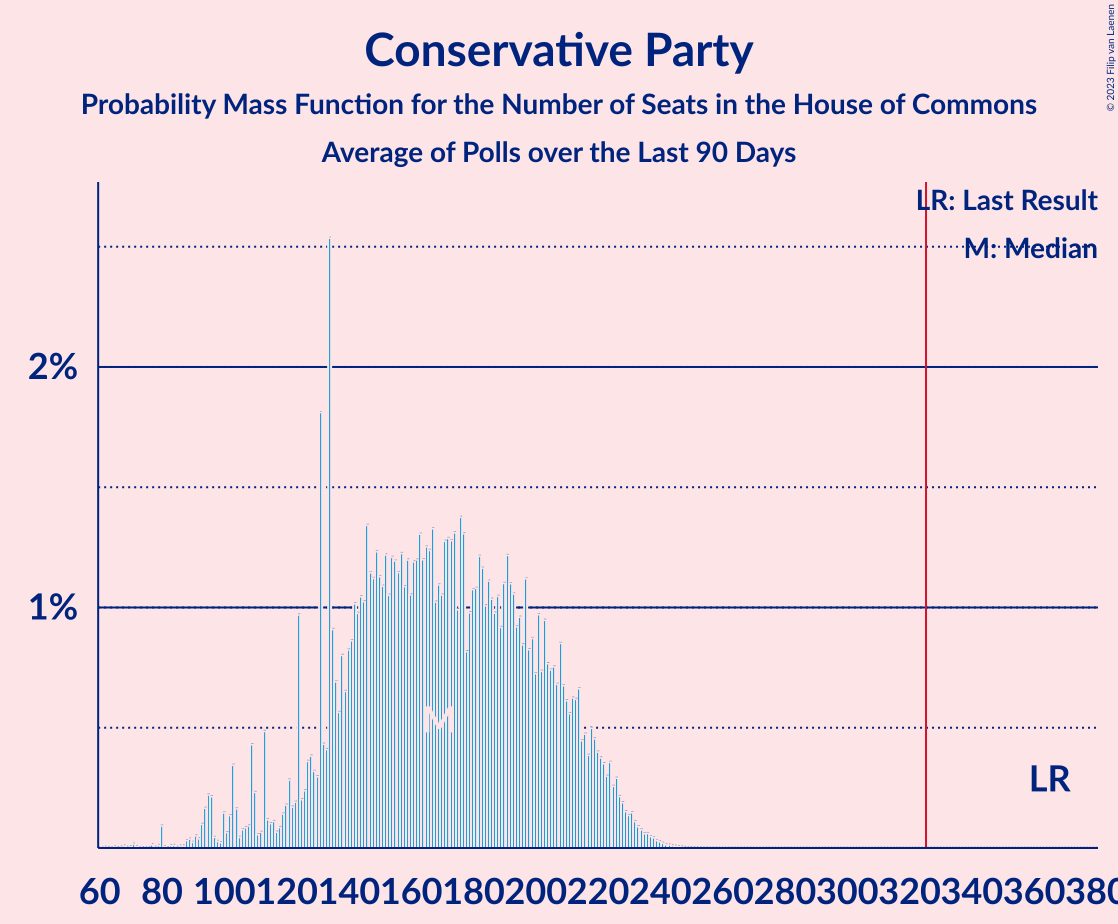 Conservative Party
Probability Mass Function for the Number of Seats in the House of Commons
Average of Polls over the Last 90 Days
© 2023 Filip van Laenen
LR: Last Result
M: Median
2%
1%
M
LR
60 80 100 120 140 160 180 200 220 240 260 280 300 320 340 360 380